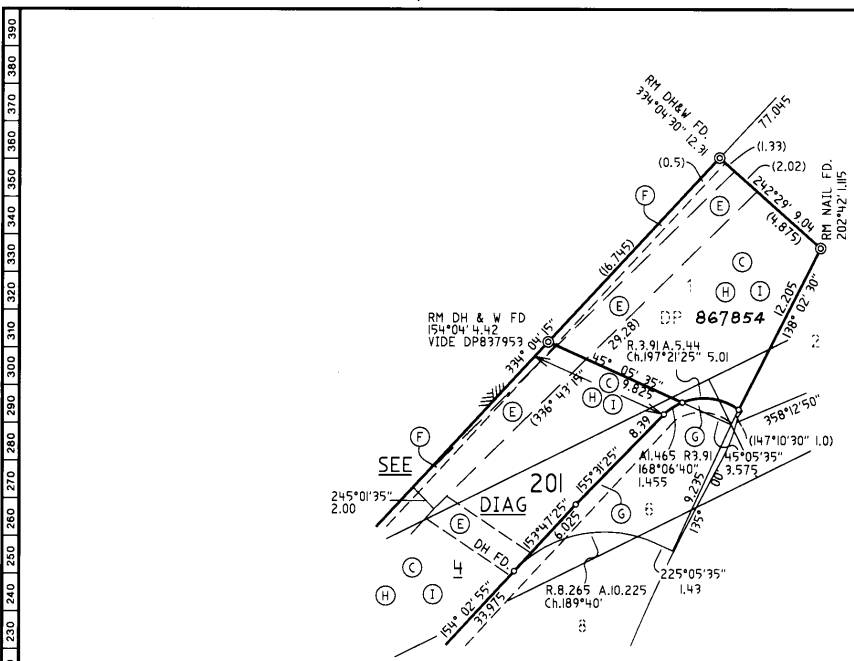 390
380
370
360
350
340
330
320
310
300
290
280
270
260
250
240
230
RM DH&W FD.
334°04'30" 12.31
77.045
(1.33)
(0.5)
(2.02)
242°29' 9.04
(4.875)
RM NAIL FD.
202°42' 1.115
F
E
(16.745)
C
H
I
1
DP 867854
12.205
138° 02' 30"
2
E
RM DH & W FD
154°04' 4.42
VIDE DP837953
334° 04' 15"
29.28)
(336° 43' 15"
R.3.91 A.5.44
Ch.197°21'25" 5.01
45° 05' 35"
9.825
C
H
I
E
358°12'50"
(147°10'30" 1.0)
G
45°05'35"
3.575
A1.465 R3.91
168°06'40"
1.455
8.39
155°31'25"
F
SEE
201
DIAG
245°01'35"
2.00
E
DH FD.
153°47'25"
6.025
G
6
9.235
135° 00'
C
4
H
I
154° 02' 55"
33.975
R.8.265 A.10.225
Ch.189°40'
225°05'35"
1.43
8